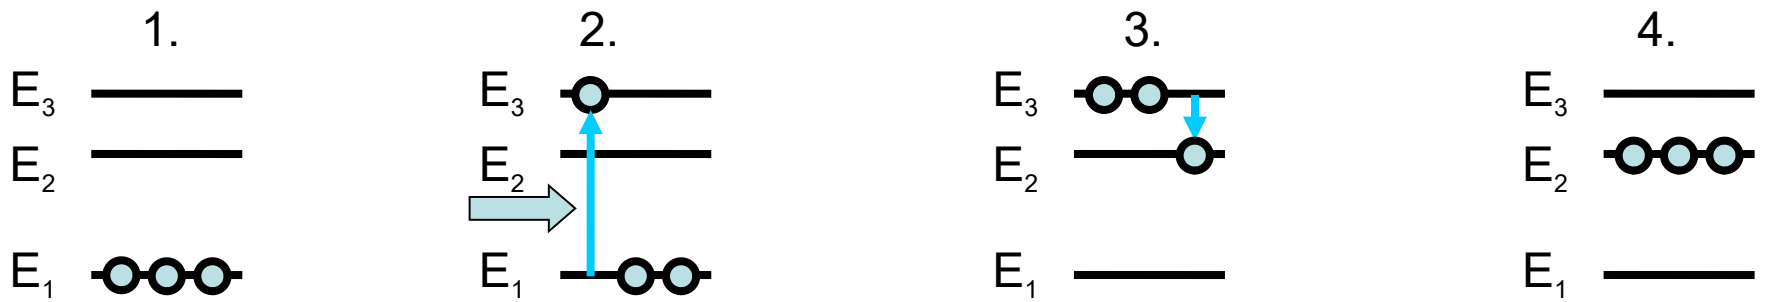 1. 2. 3. 4.
E₃ E₃ E₃ E₃
E₂ E₂ E₂ E₂
E₁ E₁ E₁ E₁